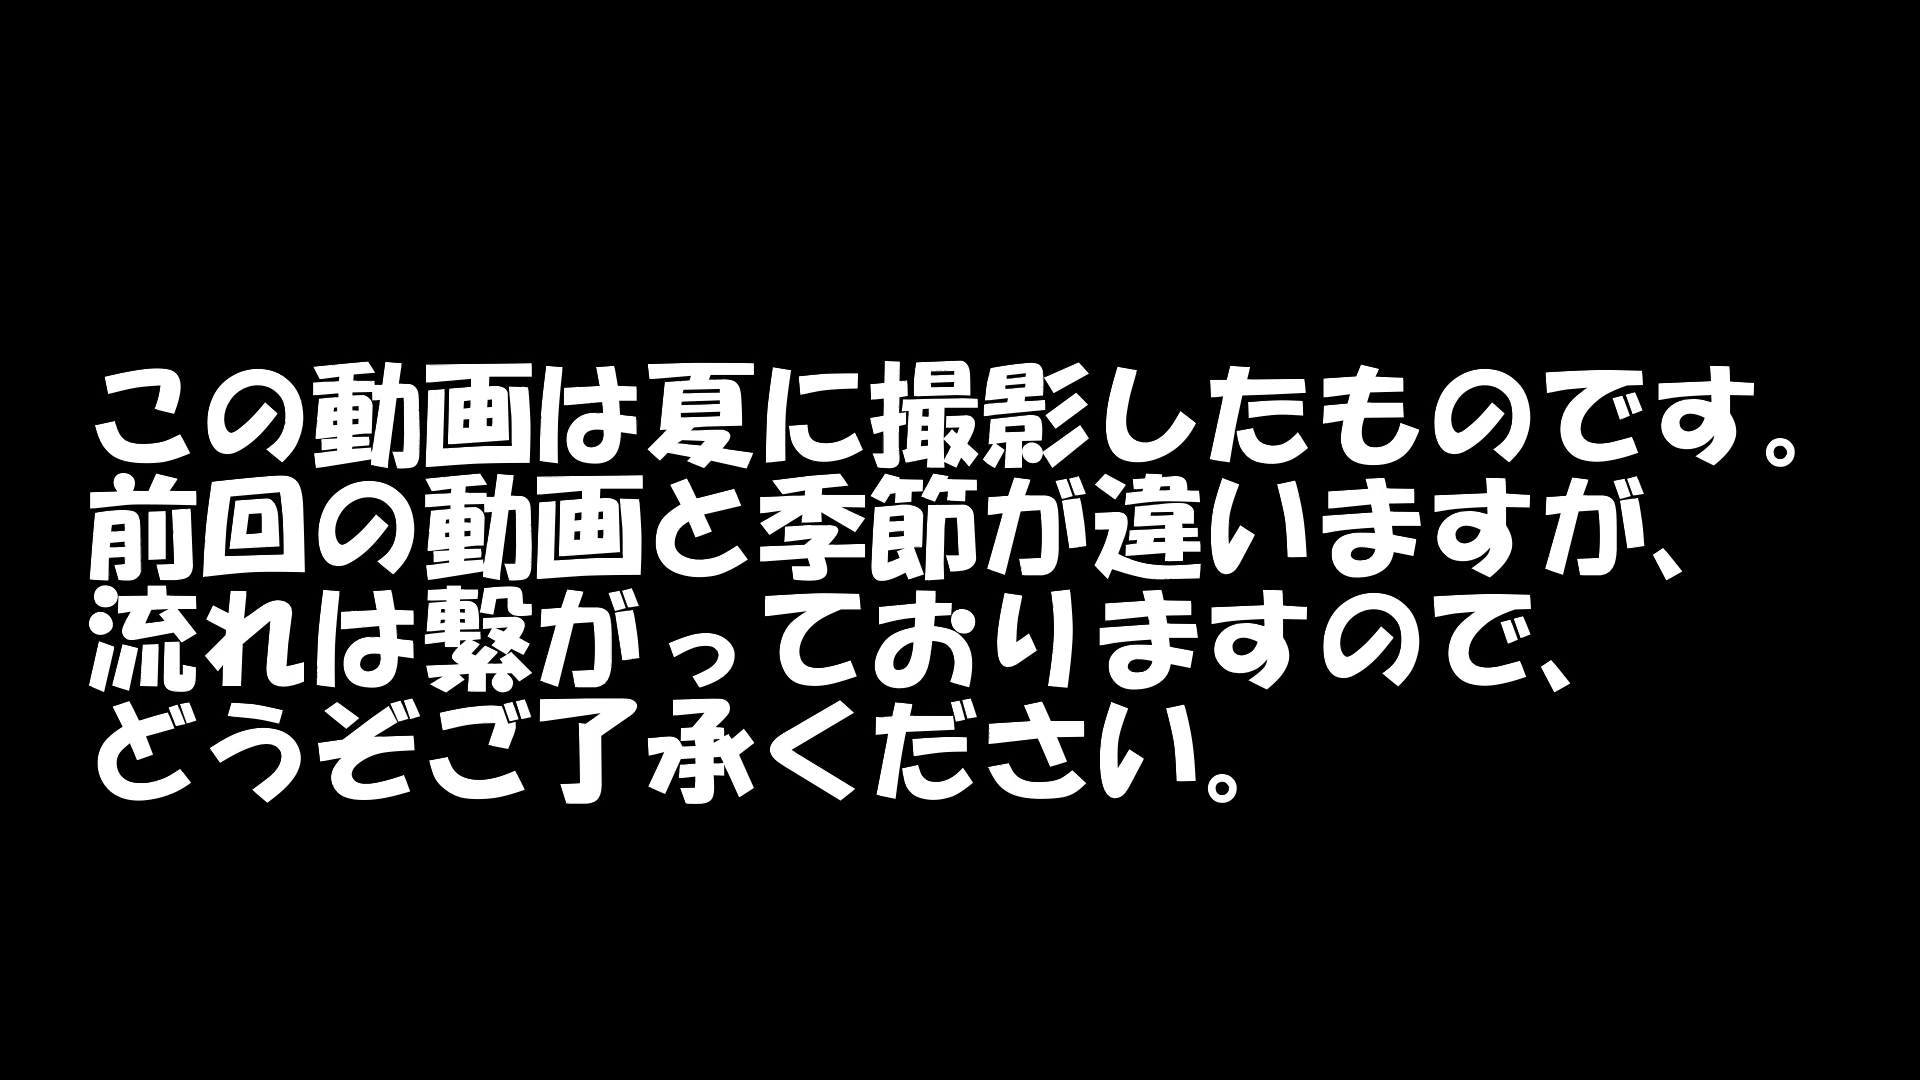 この動画は夏に撮影したものです。
前回の動画と季節が違いますが、
流れは繋がっておりますので、
どうぞご了承ください。